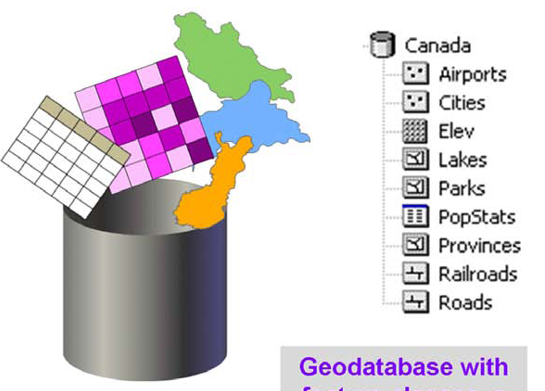 Canada
Airports
Cities
Elev
Lakes
Parks
PopStats
Provinces
Railroads
Roads
Geodatabase with